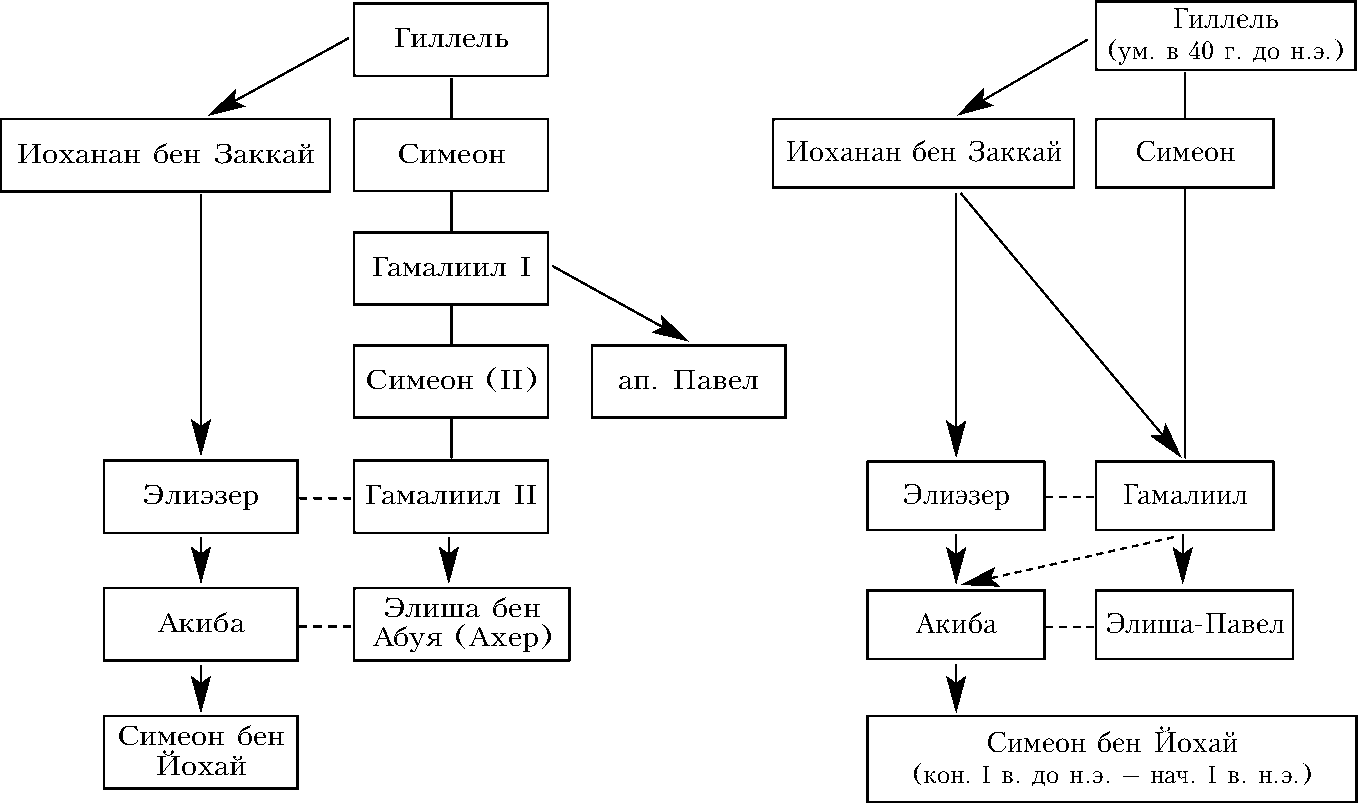 Гиллель
Иоханан бен Заккай
Симеон
Гамалиил I
Симеон (II)
ап. Павел
Элиэзер
Гамалиил II
Акиба
Элиша бен
Абуя (Ахер)
Симеон бен
Йохай
Гиллель
(ум. в 40 г. до н.э.)
Иоханан бен Заккай
Симеон
Элиэзер
Гамалиил
Акиба
Элиша-Павел
Симеон бен Йохай
(кон. I в. до н.э. – нач. I в. н.э.)